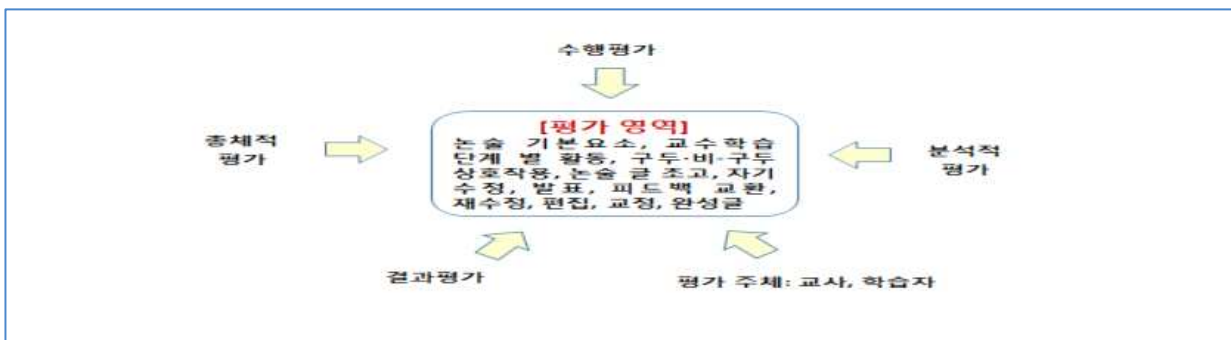 수행평가
총체적
평가
[평가 영역]
논술 기본요소, 교수학습
단계 별 활동, 구두·비·구두
상호작용, 논술 글 초고, 자기
수정, 발표, 피드백 교환,
재수정, 편집, 교정, 완성글
분석적
평가
결과평가
평가 주체: 교사, 학습자